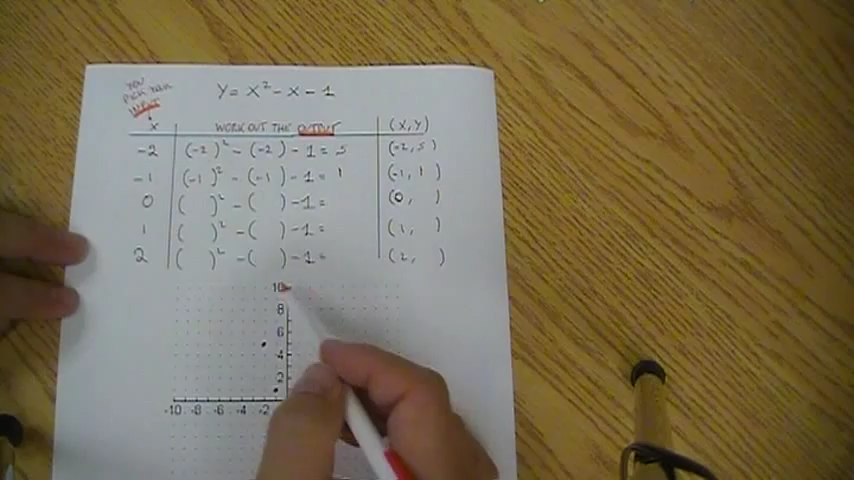 YOU
PICK YOUR
INPUT
Y = X² - X - 1
X WORK OUT THE OUTPUT (X, Y)
-2 (-2)² - (-2) - 1 = 5 (-2, 5)
-1 (-1)² - (-1) - 1 = 1 (-1, 1)
0 ( )² - ( ) - 1 = (0, )
1 ( )² - ( ) - 1 = (1, )
2 ( )² - ( ) - 1 = (2, )
10
8
6
4
2
-10 -8 -6 -4 -2